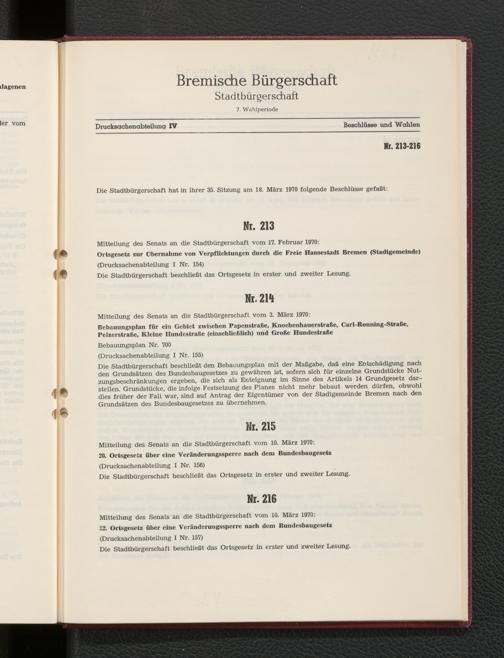 lagenen
er vom
Bremische Bürgerschaft
Stadtbürgerschaft
7. Wahlperiode
Drucksachenabteilung IV
Beschlüsse und Wahlen
Nr. 213-216
Die Stadtbürgerschaft hat in ihrer 35. Sitzung am 18. März 1970 folgende Beschlüsse gefaßt:
Nr. 213
Mitteilung des Senats an die Stadtbürgerschaft vom 17. Februar 1970:
Ortsgesetz zur Übernahme von Verpflichtungen durch die Freie Hansestadt Bremen (Stadtgemeinde)
(Drucksachenabteilung I Nr. 154)
Die Stadtbürgerschaft beschließt das Ortsgesetz in erster und zweiter Lesung.
Nr. 214
Mitteilung des Senats an die Stadtbürgerschaft vom 3. März 1970:
Bebauungsplan für ein Gebiet zwischen Papenstraße, Knochenhauerstraße, Carl-Ronning-Straße,
Pelzerstraße, Kleine Hundestraße (einschließlich) und Große Hundestraße
Bebauungsplan Nr. 700
(Drucksachenabteilung I Nr. 155)
Die Stadtbürgerschaft beschließt den Bebauungsplan mit der Maßgabe, daß eine Entschädigung nach
den Grundsätzen des Bundesbaugesetzes zu gewähren ist, sofern sich für einzelne Grundstücke Nut-
zungsbeschränkungen ergeben, die sich als Enteignung im Sinne des Artikels 14 Grundgesetz dar-
stellen. Grundstücke, die infolge Festsetzung des Planes nicht mehr bebaut werden dürfen, obwohl
dies früher der Fall war, sind auf Antrag der Eigentümer von der Stadtgemeinde Bremen nach den
Grundsätzen des Bundesbaugesetzes zu übernehmen.
Nr. 215
Mitteilung des Senats an die Stadtbürgerschaft vom 10. März 1970:
20. Ortsgesetz über eine Veränderungssperre nach dem Bundesbaugesetz
(Drucksachenabteilung I Nr. 156)
Die Stadtbürgerschaft beschließt das Ortsgesetz in erster und zweiter Lesung.
Nr. 216
Mitteilung des Senats an die Stadtbürgerschaft vom 10. März 1970:
22. Ortsgesetz über eine Veränderungssperre nach dem Bundesbaugesetz
(Drucksachenabteilung I Nr. 157)
Die Stadtbürgerschaft beschließt das Ortsgesetz in erster und zweiter Lesung.